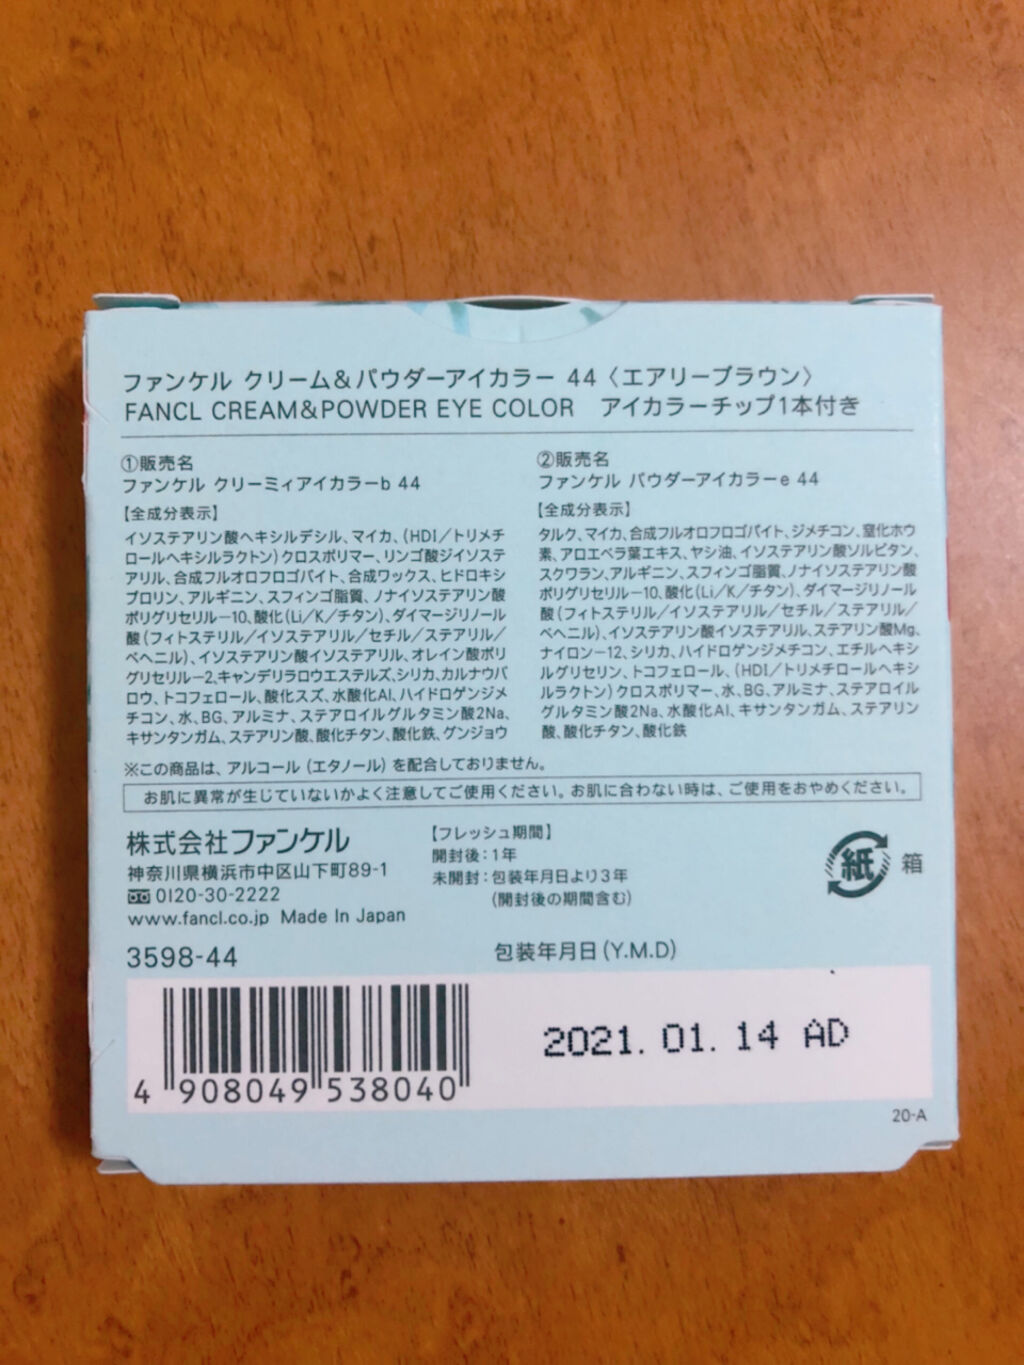 ファンケル クリーム&パウダーアイカラー 44〈エアリーブラウン〉
FANCL CREAM&POWDER EYE COLOR アイカラーチップ1本付き
①販売名
ファンケル クリーミィアイカラーb 44
【全成分表示】
イソステアリン酸ヘキシルデシル、マイカ、(HDI/トリメチ
ロールヘキシルラクトン)クロスポリマー、リンゴ酸ジイソステ
アリル、合成フルオロフロゴパイト、合成ワックス、ヒドロキシ
プロリン、アルギニン、スフィンゴ脂質、ノナイソステアリン酸
ポリグリセリル-10、酸化(Li/K/チタン)、ダイマージリノール
酸(フィトステリル/イソステアリル/セチル/ステアリル/
ベヘニル)、イソステアリン酸イソステアリル、オレイン酸ポリ
グリセリル-2、キャンデリラロウエステルズ、シリカ、カルナウバ
ロウ、トコフェロール、酸化スズ、水酸化Al、ハイドロゲンジメ
チコン、水、BG、アルミナ、ステアロイルグルタミン酸2Na、
キサンタンガム、ステアリン酸、酸化チタン、酸化鉄、グンジョウ
②販売名
ファンケル パウダーアイカラーe 44
【全成分表示】
タルク、マイカ、合成フルオロフロゴパイト、ジメチコン、窒化ホウ
素、アロエベラ葉エキス、ヤシ油、イソステアリン酸ソルビタン、
スクワラン、アルギニン、スフィンゴ脂質、ノナイソステアリン酸
ポリグリセリル-10、酸化(Li/K/チタン)、ダイマージリノール
酸(フィトステリル/イソステアリル/セチル/ステアリル/
ベヘニル)、イソステアリン酸イソステアリル、ステアリン酸Mg、
ナイロン-12、シリカ、ハイドロゲンジメチコン、エチルヘキシ
ルグリセリン、トコフェロール、(HDI/トリメチロールヘキシ
ルラクトン)クロスポリマー、水、BG、アルミナ、ステアロイル
グルタミン酸2Na、水酸化Al、キサンタンガム、ステアリン
酸、酸化チタン、酸化鉄
※この商品は、アルコール(エタノール)を配合しておりません。
お肌に異常が生じていないかよく注意してご使用ください。お肌に合わない時は、ご使用をおやめください。
株式会社ファンケル
神奈川県横浜市中区山下町89-1
0120-30-2222
www.fancl.co.jp Made In Japan
【フレッシュ期間】
開封後:1年
未開封:包装年月日より3年
(開封後の期間含む)
紙 箱
3598-44
包装年月日(Y.M.D)
2021.01.14 AD
4 908049 538040
20-A